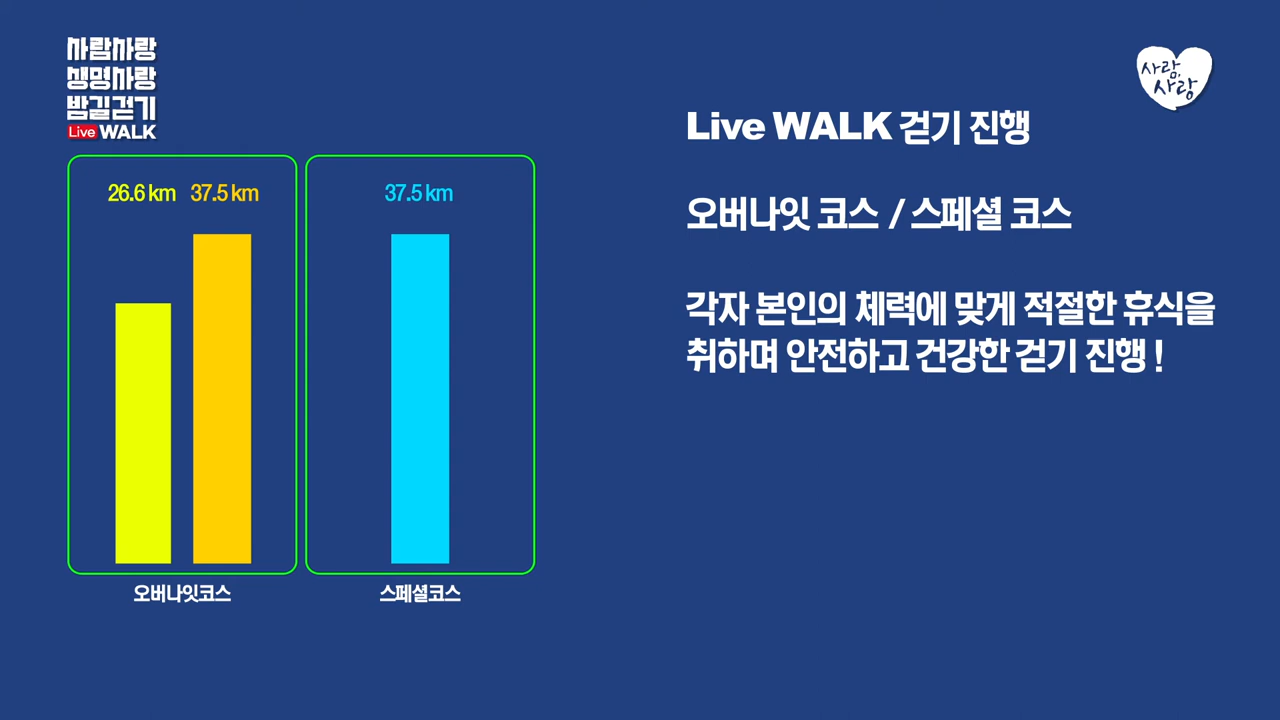 사람사랑
생명사랑
밤길걷기
Live WALK
사람,
사랑
Live WALK 걷기 진행
오버나잇 코스 / 스페셜 코스
각자 본인의 체력에 맞게 적절한 휴식을
취하며 안전하고 건강한 걷기 진행 !
26.6 km 37.5 km
37.5 km
오버나잇코스
스페셜코스